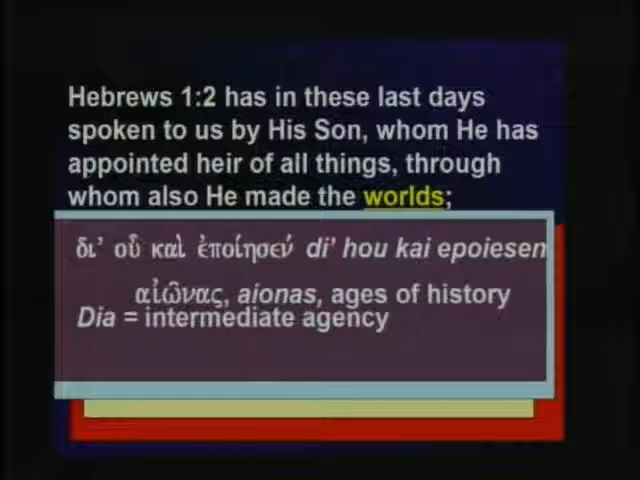 Hebrews 1:2 has in these last days
spoken to us by His Son, whom He has
appointed heir of all things, through
whom also He made the worlds;
δι’ οὗ καὶ ἐποίησεν di’ hou kai epoiesen
αἰῶνας, aionas, ages of history
Dia = intermediate agency